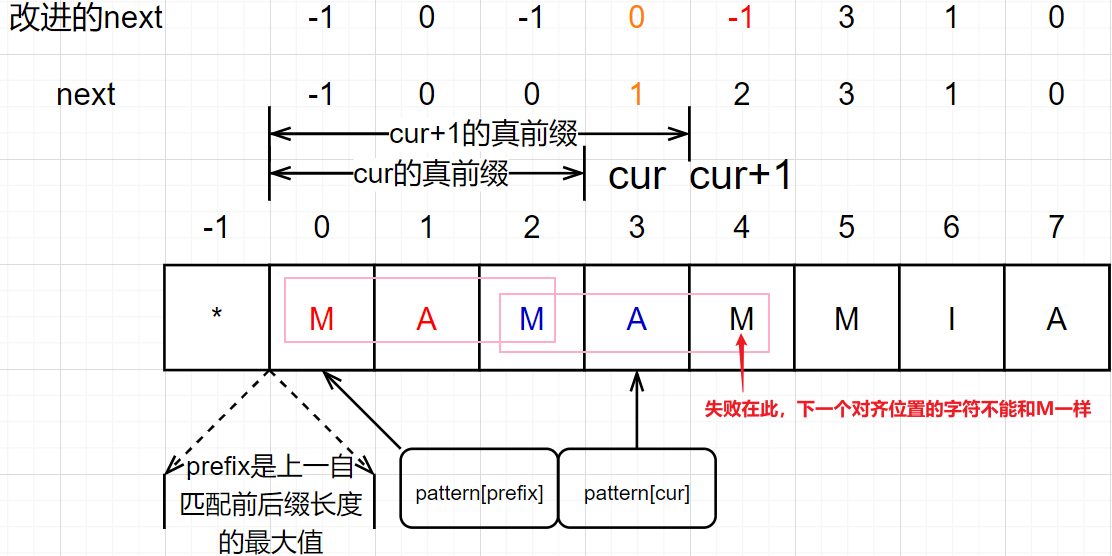 改进的next -1 0 -1 0 -1 3 1 0
next -1 0 0 1 2 3 1 0
cur+1的真前缀
cur的真前缀 cur cur+1
-1 0 1 2 3 4 5 6 7
* M A M A M M I A
失败在此，下一个对齐位置的字符不能和M一样
prefix是上一自
匹配前后缀长度
的最大值
pattern[prefix] pattern[cur]